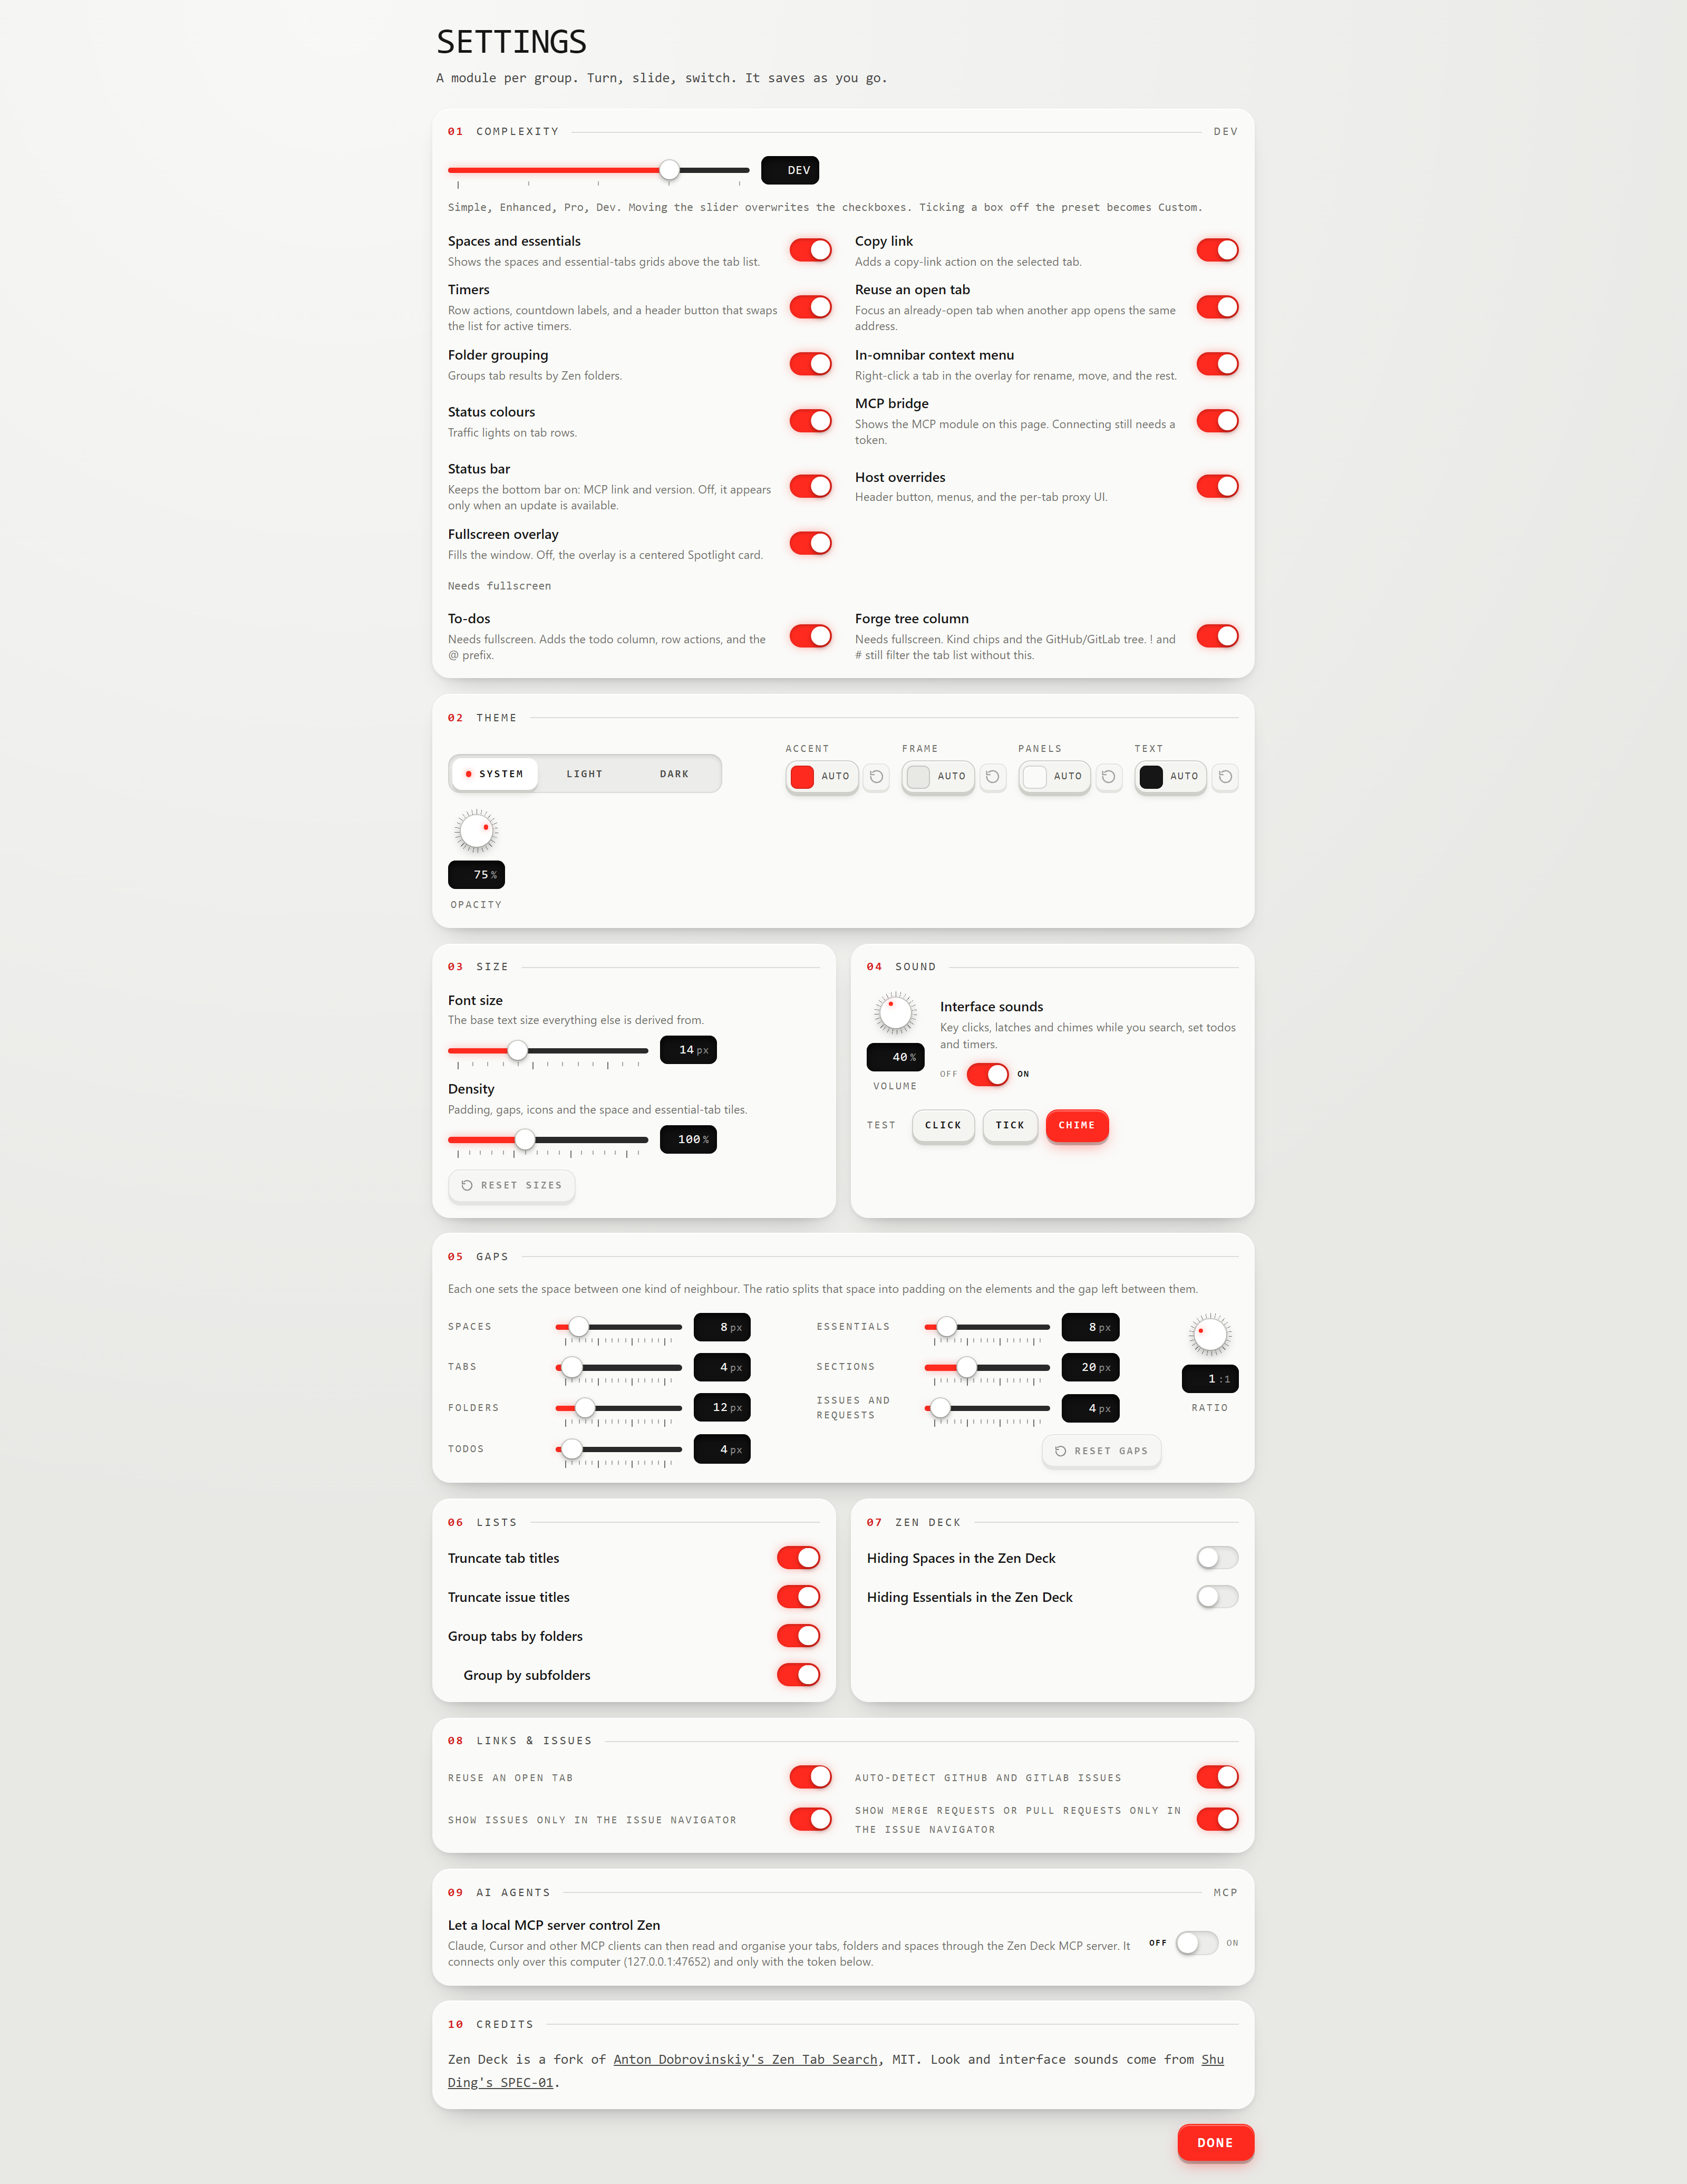 SETTINGS
A module per group. Turn, slide, switch. It saves as you go.
01 COMPLEXITY DEV
DEV
Simple, Enhanced, Pro, Dev. Moving the slider overwrites the checkboxes. Ticking a box off the preset becomes Custom.
Spaces and essentials
Shows the spaces and essential-tabs grids above the tab list.
Copy link
Adds a copy-link action on the selected tab.
Timers
Row actions, countdown labels, and a header button that swaps
the list for active timers.
Reuse an open tab
Focus an already-open tab when another app opens the same
address.
Folder grouping
Groups tab results by Zen folders.
In-omnibar context menu
Right-click a tab in the overlay for rename, move, and the rest.
Status colours
Traffic lights on tab rows.
MCP bridge
Shows the MCP module on this page. Connecting still needs a
token.
Status bar
Keeps the bottom bar on: MCP link and version. Off, it appears
only when an update is available.
Host overrides
Header button, menus, and the per-tab proxy UI.
Fullscreen overlay
Fills the window. Off, the overlay is a centered Spotlight card.
Needs fullscreen
To-dos
Needs fullscreen. Adds the todo column, row actions, and the
@ prefix.
Forge tree column
Needs fullscreen. Kind chips and the GitHub/GitLab tree. ! and
# still filter the tab list without this.
02 THEME
SYSTEM LIGHT DARK
ACCENT FRAME PANELS TEXT
AUTO AUTO AUTO AUTO
75 %
OPACITY
03 SIZE
Font size
The base text size everything else is derived from.
14 px
Density
Padding, gaps, icons and the space and essential-tab tiles.
100 %
RESET SIZES
04 SOUND
40 %
VOLUME
Interface sounds
Key clicks, latches and chimes while you search, set todos
and timers.
OFF ON
TEST CLICK TICK CHIME
05 GAPS
Each one sets the space between one kind of neighbour. The ratio splits that space into padding on the elements and the gap left between them.
SPACES 8 px
TABS 4 px
FOLDERS 12 px
TODOS 4 px
ESSENTIALS 8 px
SECTIONS 20 px
ISSUES AND
REQUESTS 4 px
1 :1
RATIO
RESET GAPS
06 LISTS
Truncate tab titles
Truncate issue titles
Group tabs by folders
Group by subfolders
07 ZEN DECK
Hiding Spaces in the Zen Deck
Hiding Essentials in the Zen Deck
08 LINKS & ISSUES
REUSE AN OPEN TAB
AUTO-DETECT GITHUB AND GITLAB ISSUES
SHOW ISSUES ONLY IN THE ISSUE NAVIGATOR
SHOW MERGE REQUESTS OR PULL REQUESTS ONLY IN
THE ISSUE NAVIGATOR
09 AI AGENTS MCP
Let a local MCP server control Zen
Claude, Cursor and other MCP clients can then read and organise your tabs, folders and spaces through the Zen Deck MCP server. It
connects only over this computer (127.0.0.1:47652) and only with the token below.
OFF ON
10 CREDITS
Zen Deck is a fork of Anton Dobrovinskiy's Zen Tab Search, MIT. Look and interface sounds come from Shu
Ding's SPEC-01.
DONE